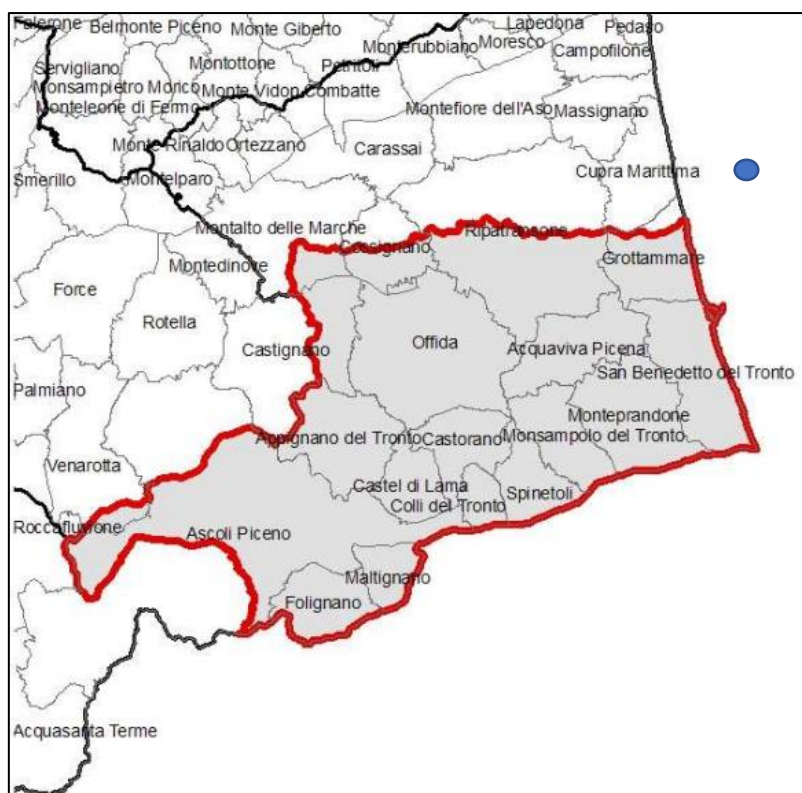 Falerone
Belmonte Piceno
Monte Giberto
Lapedona
Pedaso
Monterubbiano
Moresco
Campofilone
Servigliano
Montottone
Petritoli
Monsampietro Morico
Monte Vidon Combatte
Monteleone di Fermo
Montefiore dell'Aso
Massignano
Monte Rinaldo
Ortezzano
Carassai
Smerillo
Montelparo
Cupra Marittima
Montalto delle Marche
Ripatransone
Cossignano
Montedinove
Grottammare
Force
Rotella
Castignano
Offida
Acquaviva Picena
San Benedetto del Tronto
Palmiano
Monteprandone
Appignano del Tronto
Castorano
Monsampolo del Tronto
Venarotta
Castel di Lama
Spinetoli
Colli del Tronto
Roccafluvione
Ascoli Piceno
Maltignano
Folignano
Acquasanta Terme